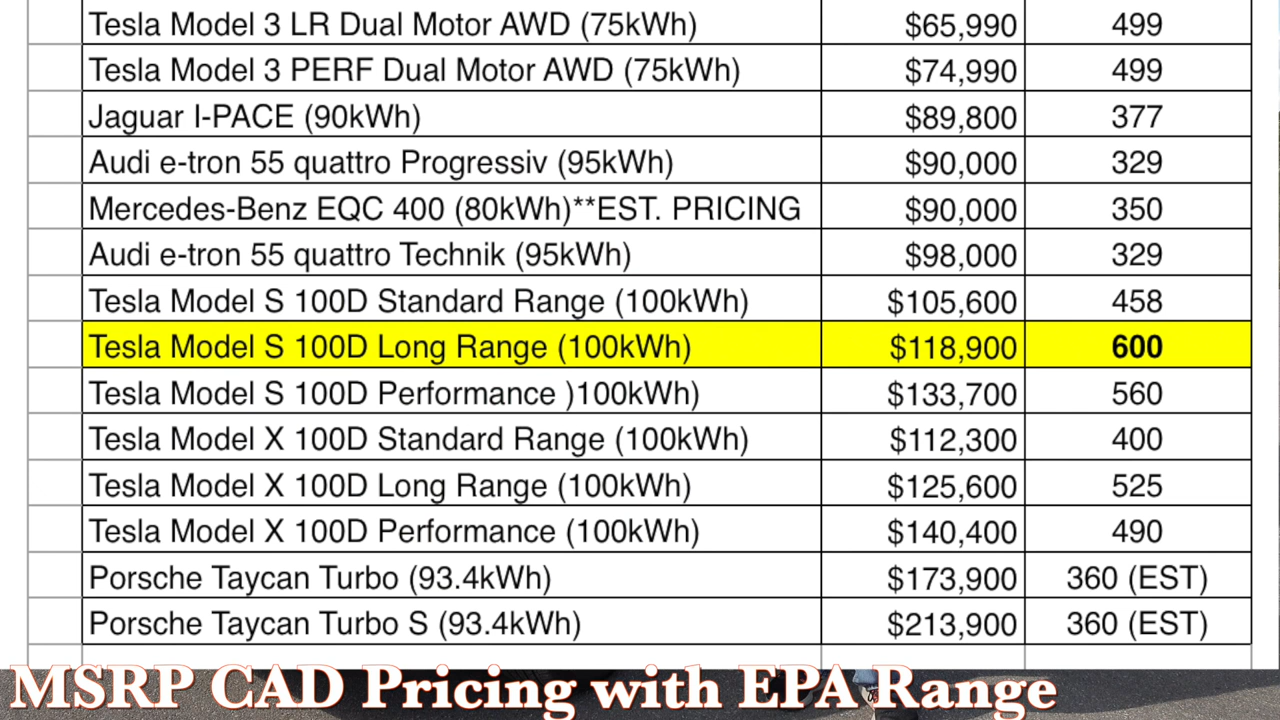 Tesla Model 3 LR Dual Motor AWD (75kWh) $65,990 499
Tesla Model 3 PERF Dual Motor AWD (75kWh) $74,990 499
Jaguar I-PACE (90kWh) $89,800 377
Audi e-tron 55 quattro Progressiv (95kWh) $90,000 329
Mercedes-Benz EQC 400 (80kWh)**EST. PRICING $90,000 350
Audi e-tron 55 quattro Technik (95kWh) $98,000 329
Tesla Model S 100D Standard Range (100kWh) $105,600 458
Tesla Model S 100D Long Range (100kWh) $118,900 600
Tesla Model S 100D Performance )100kWh) $133,700 560
Tesla Model X 100D Standard Range (100kWh) $112,300 400
Tesla Model X 100D Long Range (100kWh) $125,600 525
Tesla Model X 100D Performance (100kWh) $140,400 490
Porsche Taycan Turbo (93.4kWh) $173,900 360 (EST)
Porsche Taycan Turbo S (93.4kWh) $213,900 360 (EST)
MSRP CAD Pricing with EPA Range